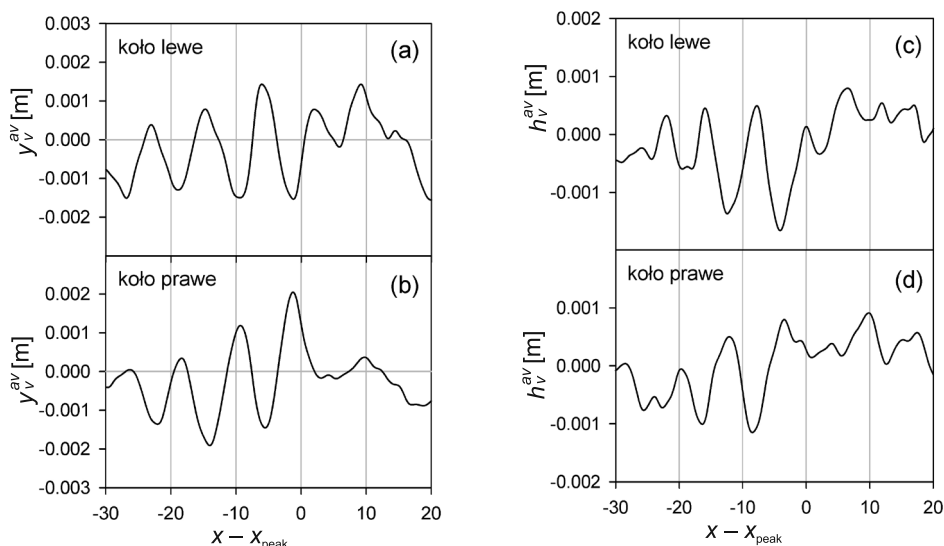 0.003
0.002
0.001
0.000
-0.001
-0.002
koło lewe
(a)
y_v^av [m]
0.002
0.001
0.000
-0.001
-0.002
-0.003
koło prawe
(b)
y_v^av [m]
-30 -20 -10 0 10 20
x – x_peak
0.002
0.001
0.000
-0.001
koło lewe
(c)
h_v^av [m]
0.001
0.000
-0.001
0.002
koło prawe
(d)
h_v^av [m]
-30 -20 -10 0 10 20
x – x_peak